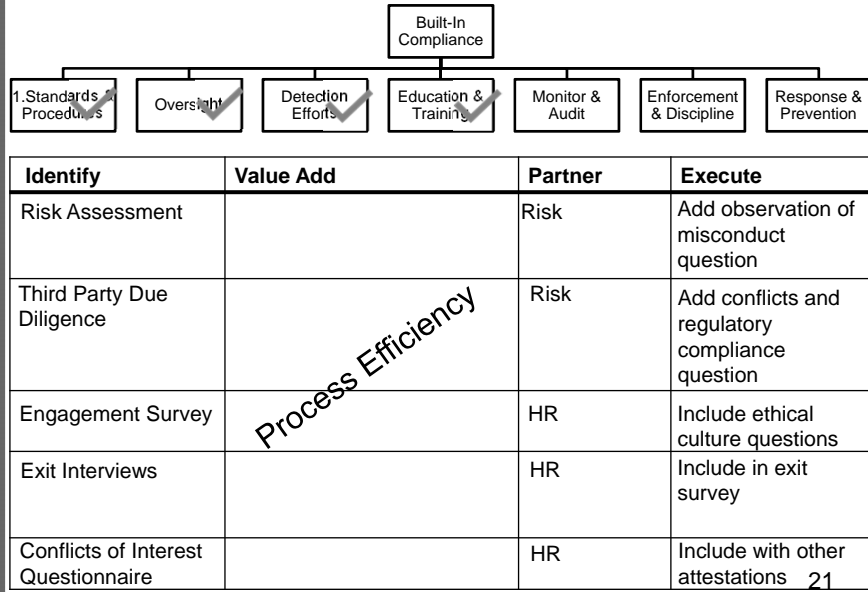 Built-In
Compliance
1.Standards &
Procedures
Oversight
Detection
Efforts
Education &
Training
Monitor &
Audit
Enforcement
& Discipline
Response &
Prevention
Identify
Value Add
Partner
Execute
Risk Assessment
Risk
Add observation of
misconduct
question
Third Party Due
Diligence
Process Efficiency
Risk
Add conflicts and
regulatory
compliance
question
Engagement Survey
HR
Include ethical
culture questions
Exit Interviews
HR
Include in exit
survey
Conflicts of Interest
Questionnaire
HR
Include with other
attestations
21